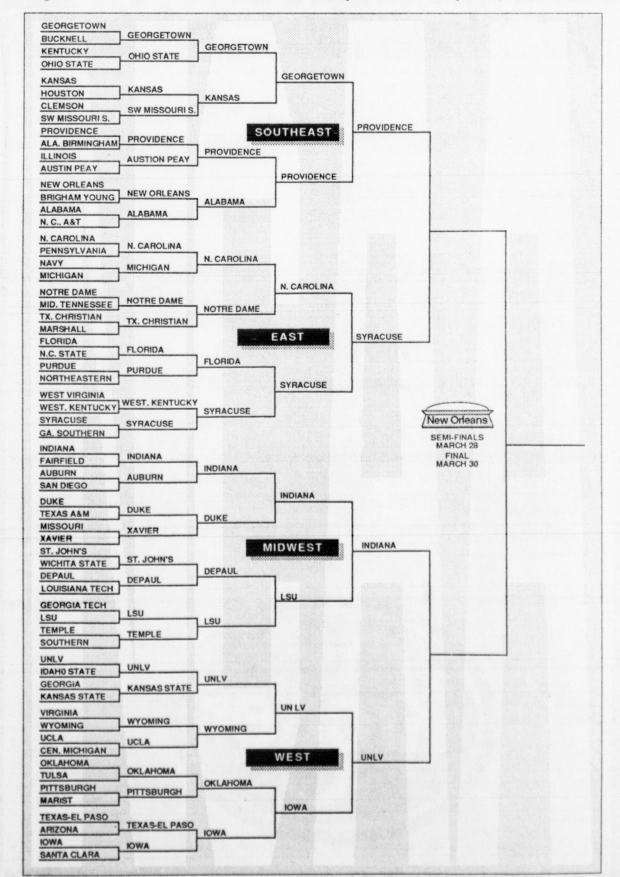 GEORGETOWN
BUCKNELL
KENTUCKY
OHIO STATE
KANSAS
HOUSTON
CLEMSON
SW MISSOURI S.
PROVIDENCE
ALA. BIRMINGHAM
ILLINOIS
AUSTIN PEAY
NEW ORLEANS
BRIGHAM YOUNG
ALABAMA
N. C., A&T
N. CAROLINA
PENNSYLVANIA
NAVY
MICHIGAN
NOTRE DAME
MID. TENNESSEE
TX. CHRISTIAN
MARSHALL
FLORIDA
N.C. STATE
PURDUE
NORTHEASTERN
WEST VIRGINIA
WEST. KENTUCKY
SYRACUSE
GA. SOUTHERN
INDIANA
FAIRFIELD
AUBURN
SAN DIEGO
DUKE
TEXAS A&M
MISSOURI
XAVIER
ST. JOHN'S
WICHITA STATE
DEPAUL
LOUISIANA TECH
GEORGIA TECH
LSU
TEMPLE
SOUTHERN
UNLV
IDAHO STATE
GEORGIA
KANSAS STATE
VIRGINIA
WYOMING
UCLA
CEN. MICHIGAN
OKLAHOMA
TULSA
PITTSBURGH
MARIST
TEXAS-EL PASO
ARIZONA
IOWA
SANTA CLARA
GEORGETOWN
OHIO STATE
KANSAS
SW MISSOURI S.
PROVIDENCE
AUSTION PEAY
NEW ORLEANS
ALABAMA
N. CAROLINA
MICHIGAN
NOTRE DAME
TX. CHRISTIAN
FLORIDA
PURDUE
WEST. KENTUCKY
SYRACUSE
INDIANA
AUBURN
DUKE
XAVIER
ST. JOHN'S
DEPAUL
LSU
TEMPLE
UNLV
KANSAS STATE
WYOMING
UCLA
OKLAHOMA
PITTSBURGH
TEXAS-EL PASO
IOWA
GEORGETOWN
KANSAS
PROVIDENCE
ALABAMA
N. CAROLINA
NOTRE DAME
FLORIDA
SYRACUSE
INDIANA
DUKE
DEPAUL
LSU
UNLV
WYOMING
OKLAHOMA
IOWA
GEORGETOWN
SOUTHEAST
PROVIDENCE
N. CAROLINA
EAST
SYRACUSE
INDIANA
MIDWEST
LSU
UN LV
WEST
IOWA
PROVIDENCE
SYRACUSE
INDIANA
UNLV
New Orleans
SEMI-FINALS
MARCH 28
FINAL
MARCH 30